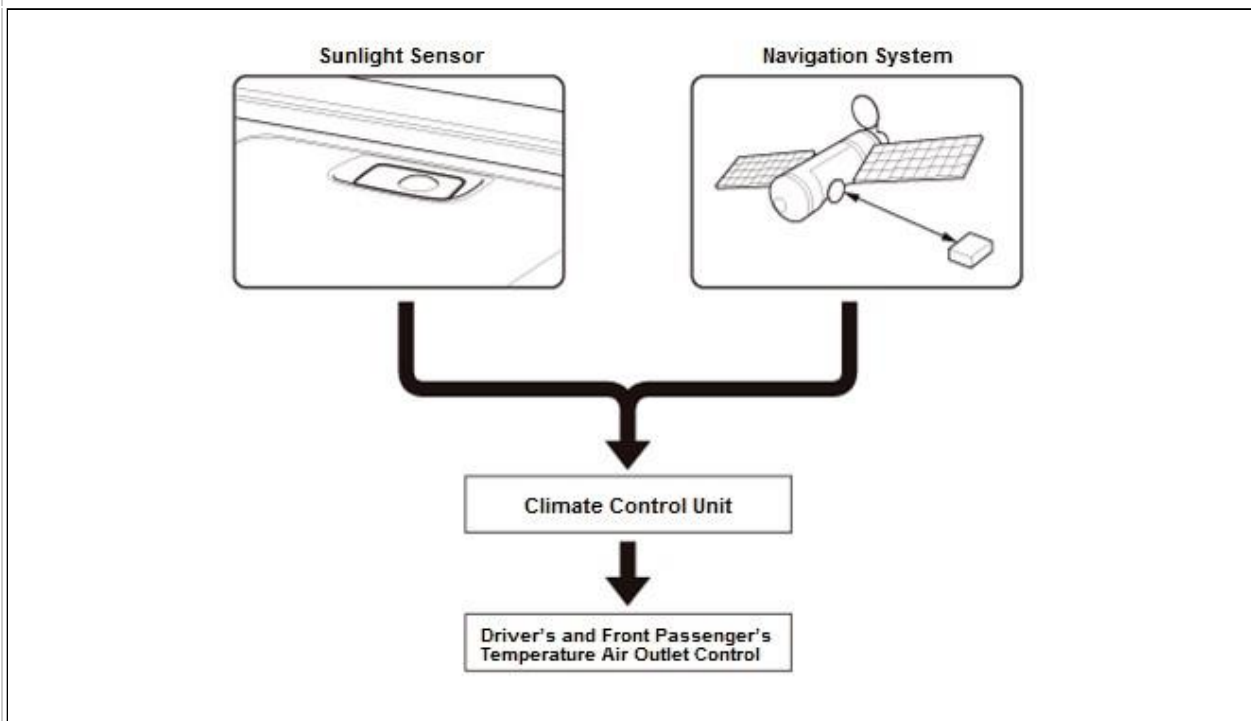 Sunlight Sensor
Navigation System
Climate Control Unit
Driver's and Front Passenger's
Temperature Air Outlet Control